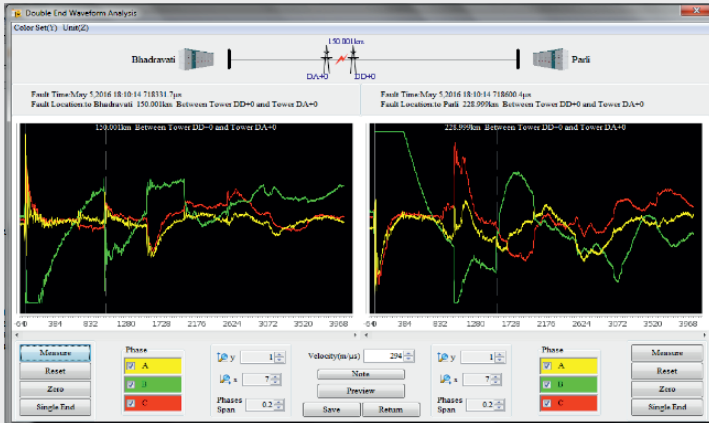 Double End Waveform Analysis
Color Set(Y) Unit(Z)
150.001km
Bhadravati
Parli
DA+0 DD+0
Fault Time:May 5,2016 18:10:14 718331.7μs
Fault Location:to Bhadravati 150.001km Between Tower DD+0 and Tower DA+0
Fault Time:May 5,2016 18:10:14 718600.4μs
Fault Location:to Parli 228.999km Between Tower DD+0 and Tower DA+0
150.001km Between Tower DD+0 and Tower DA+0
228.999km Between Tower DD+0 and Tower DA+0
-64 0 384 832 1280 1728 2176 2624 3072 3520 3968
-64 0 384 832 1280 1728 2176 2624 3072 3520 3968
Measure
Reset
Zero
Single End
Phase
A
B
C
y 1
x 7
Phases Span 0.2
Velocity(m/μs) 294
Note
Preview
Save Return
y 1
x 7
Phases Span 0.2
Phase
A
B
C
Measure
Reset
Zero
Single End